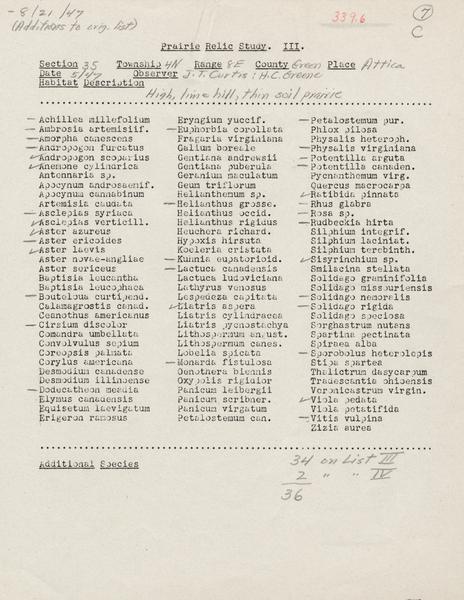 - 8/21/47
(Additions to orig. list)
339.6
7
C
Prairie Relic Study. III.
Section 35 Township 4N Range 8E County Green Place Attica
Date 5/47 Observer J.T. Curtis : H.C. Greene
Habitat Description
High, lime hill, thin soil prairie
— Achillea millefolium Eryngium yuccif. — Petalostemum pur.
— Ambrosia artemisiif. — Euphorbia corollata Phlox pilosa
— Amorpha canescens Fragaria virginiana Physalis heteroph.
— Andropogon furcatus Galium boreale — Physalis virginiana
✓ Andropogon scoparius Gentiana andrewsii — Potentilla arguta
✓ Anemone cylindrica Gentiana puberula — Potentilla canaden.
Antennaria sp. Geranium maculatum Pycnanthemum virg.
Apocynum androsaemif. Geum triflorum Quercus macrocarpa
Apocynum cannabinum Helianthemum sp. ✓ Ratibida pinnata
Artemisia caudata — Helianthus grosse. — Rhus glabra
— Asclepias syriaca Helianthus occid. — Rosa sp.
✓ Asclepias verticill. Helianthus rigidus — Rudbeckia hirta
✓ Aster azureus Heuchera richard. Silphium integrif.
— Aster ericoides Hypoxis hirsuta Silphium laciniat.
✓ Aster laevis Koeleria cristata Silphium terebinth.
Aster novae-angliae — Kuhnia eupatorioid. ✓ Sisyrinchium sp.
Aster sericeus — Lactuca canadensis Smilacina stellata
Baptisia leucantha Lactuca ludoviciana Solidago graminifolia
Baptisia leucophaea Lathyrus venosus Solidago missouriensis
— Bouteloua curtipend. Lespedeza capitata — Solidago nemoralis
Calamagrostis canad. ✓ Liatris aspera — Solidago rigida
Ceanothus americanus Liatris cylindracea Solidago speciosa
— Cirsium discolor Liatris pycnostachya Sorghastrum nutans
Comandra umbellata Lithospermum angust. Spartina pectinata
Convolvulus sepium Lithospermum canes. Spiraea alba
Coreopsis palmata Lobelia spicata — Sporobolus heterolepis
Corylus americana — Monarda fistulosa Stipa spartea
Desmodium canadense Oenothera biennis Thalictrum dasycarpum
Desmodium illinoense Oxypolis rigidior Tradescantia ohioensis
— Dodecatheon meadia Panicum leibergii Veronicastrum virgin.
✓ Elymus canadensis Panicum scribner. ✓ Viola pedata
Equisetum laevigatum Panicum virgatum Viola pedatifida
Erigeron ramosus Petalostemum can. — Vitis vulpina
Zizia aurea
Additional Species
34 on List III
2 " " IV
36